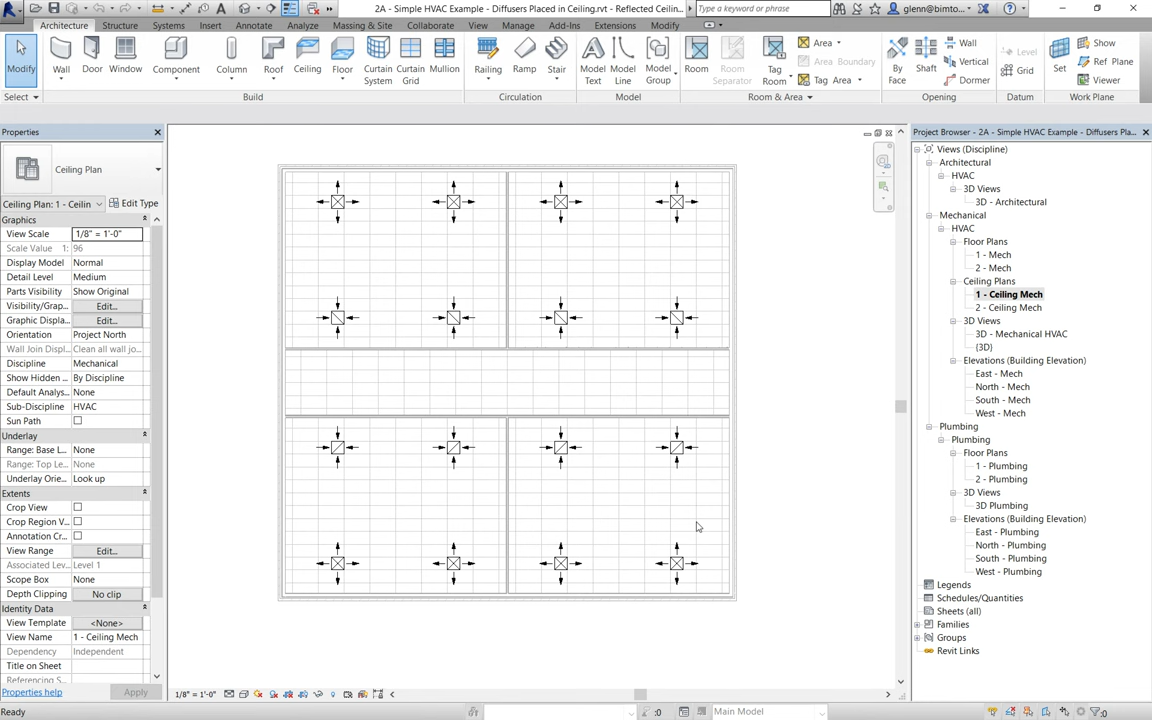 2A - Simple HVAC Example - Diffusers Placed in Ceiling.rvt - Reflected Ceilin...
Type a keyword or phrase
glenn@bimto...
Architecture Structure Systems Insert Annotate Analyze Massing & Site Collaborate View Manage Add-Ins Extensions Modify
Modify Wall Door Window Component Column Roof Ceiling Floor Curtain System Curtain Grid Mullion Railing Ramp Stair Model Text Model Line Model Group Room Room Separator Tag Room By Face Shaft Set
Area
Area Boundary
Tag Area
Wall
Vertical
Dormer
Level
Grid
Show
Ref Plane
Viewer
Select Build Circulation Model Room & Area Opening Datum Work Plane
Properties
Ceiling Plan
Ceiling Plan: 1 - Ceilin Edit Type
Graphics
View Scale 1/8" = 1'-0"
Scale Value 1: 96
Display Model Normal
Detail Level Medium
Parts Visibility Show Original
Visibility/Grap... Edit...
Graphic Displa... Edit...
Orientation Project North
Wall Join Displ... Clean all wall jo...
Discipline Mechanical
Show Hidden ... By Discipline
Default Analys... None
Sub-Discipline HVAC
Sun Path
Underlay
Range: Base L... None
Range: Top Le... None
Underlay Orie... Look up
Extents
Crop View
Crop Region V...
Annotation Cr...
View Range Edit...
Associated Lev... Level 1
Scope Box None
Depth Clipping No clip
Identity Data
View Template <None>
View Name 1 - Ceiling Mech
Dependency Independent
Title on Sheet
Properties help Apply
Project Browser - 2A - Simple HVAC Example - Diffusers Pla...
Views (Discipline)
Architectural
HVAC
3D Views
3D - Architectural
Mechanical
HVAC
Floor Plans
1 - Mech
2 - Mech
Ceiling Plans
1 - Ceiling Mech
2 - Ceiling Mech
3D Views
3D - Mechanical HVAC
{3D}
Elevations (Building Elevation)
East - Mech
North - Mech
South - Mech
West - Mech
Plumbing
Plumbing
Floor Plans
1 - Plumbing
2 - Plumbing
3D Views
3D Plumbing
Elevations (Building Elevation)
East - Plumbing
North - Plumbing
South - Plumbing
West - Plumbing
Legends
Schedules/Quantities
Sheets (all)
Families
Groups
Revit Links
1/8" = 1'-0"
Ready :0 Main Model :0